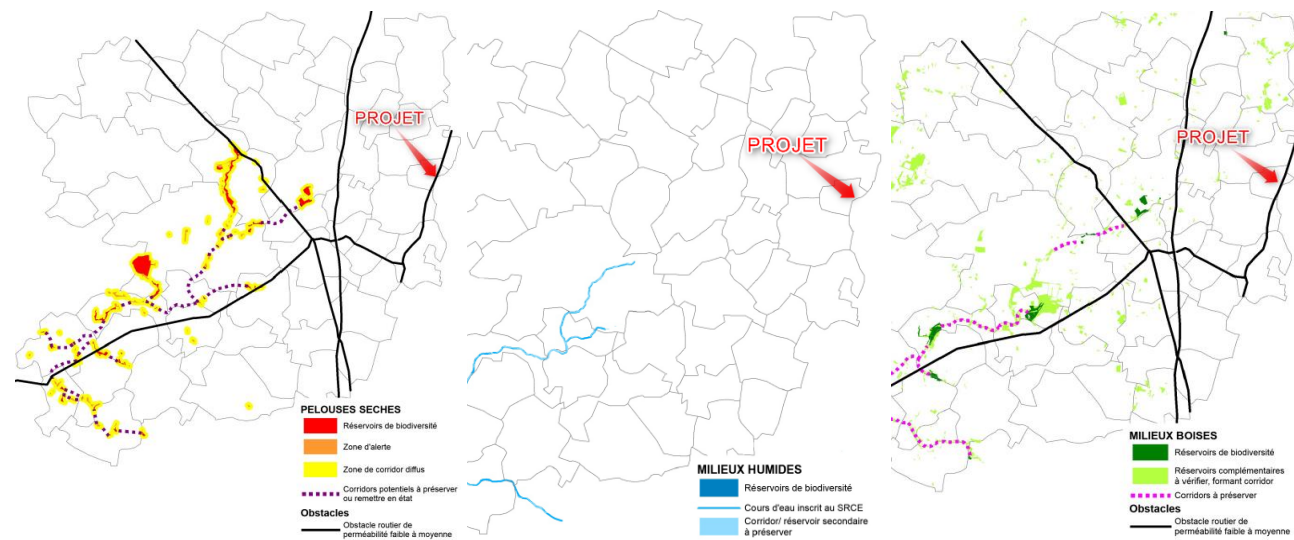 PROJET
PELOUSES SECHES
Réservoirs de biodiversité
Zone d'alerte
Zone de corridor diffus
Corridors potentiels à préserver
ou remettre en état
Obstacles
Obstacle routier de
perméabilité faible à moyenne
PROJET
MILIEUX HUMIDES
Réservoirs de biodiversité
Cours d'eau inscrit au SRCE
Corridor/ réservoir secondaire
à préserver
PROJET
MILIEUX BOISES
Réservoirs de biodiversité
Réservoirs complémentaires
à vérifier, formant corridor
Corridors à préserver
Obstacles
Obstacle routier de
perméabilité faible à moyenne